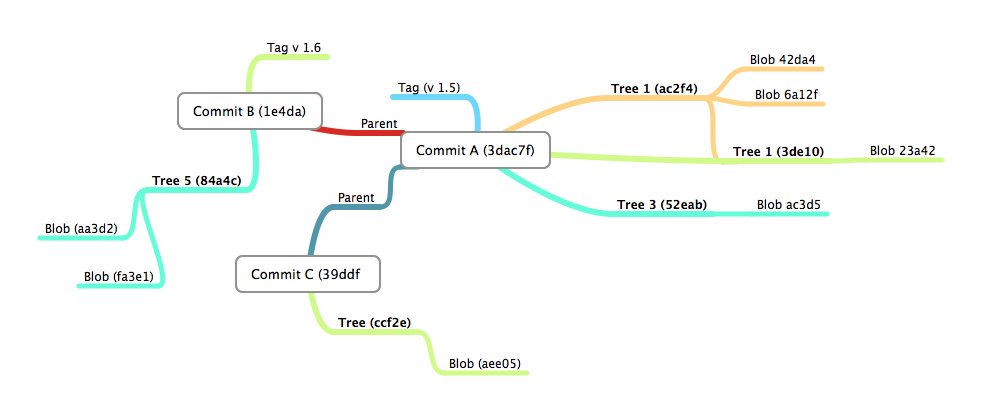 Tag v 1.6
Commit B (1e4da)
Tag (v 1.5)
Parent
Commit A (3dac7f)
Tree 1 (ac2f4)
Blob 42da4
Blob 6a12f
Tree 1 (3de10)
Blob 23a42
Tree 3 (52eab)
Blob ac3d5
Tree 5 (84a4c)
Blob (aa3d2)
Blob (fa3e1)
Parent
Commit C (39ddf
Tree (ccf2e)
Blob (aee05)